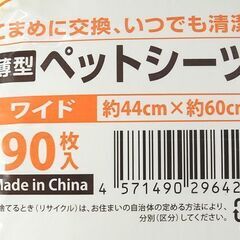 こまめに交換、いつでも清潔
薄型ペットシーツ
ワイド 約44cm×約60cm
90枚入
Made in China
4 571490 29642
捨てるとき(リサイクル)は、お住まいの自治体の定める方法により、
分別(区分)してください。